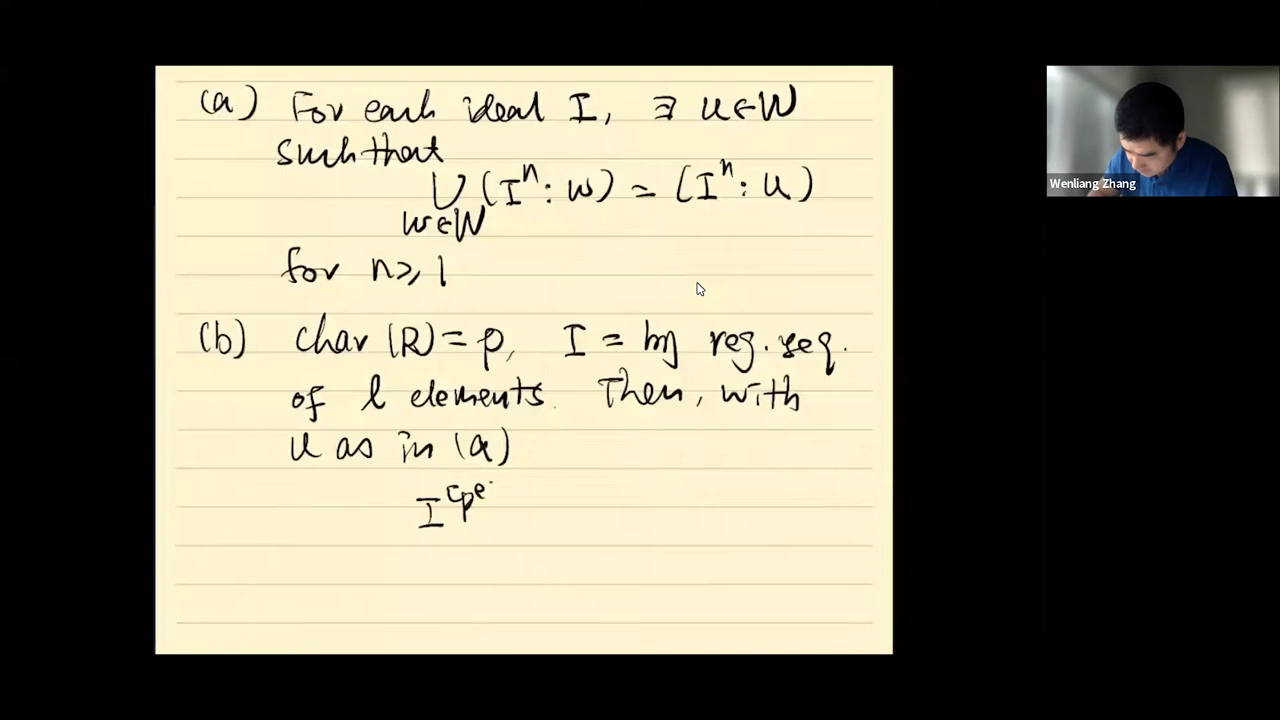 (a) For each ideal I, ∃ u∈W
such that
⋃ (Iⁿ : w) = (Iⁿ : u)
w∈W
for n ≥ 1
(b) char (R) = p, I = by reg. seq.
of l elements. Then, with
u as in (a)
I^[p^e
Wenliang Zhang